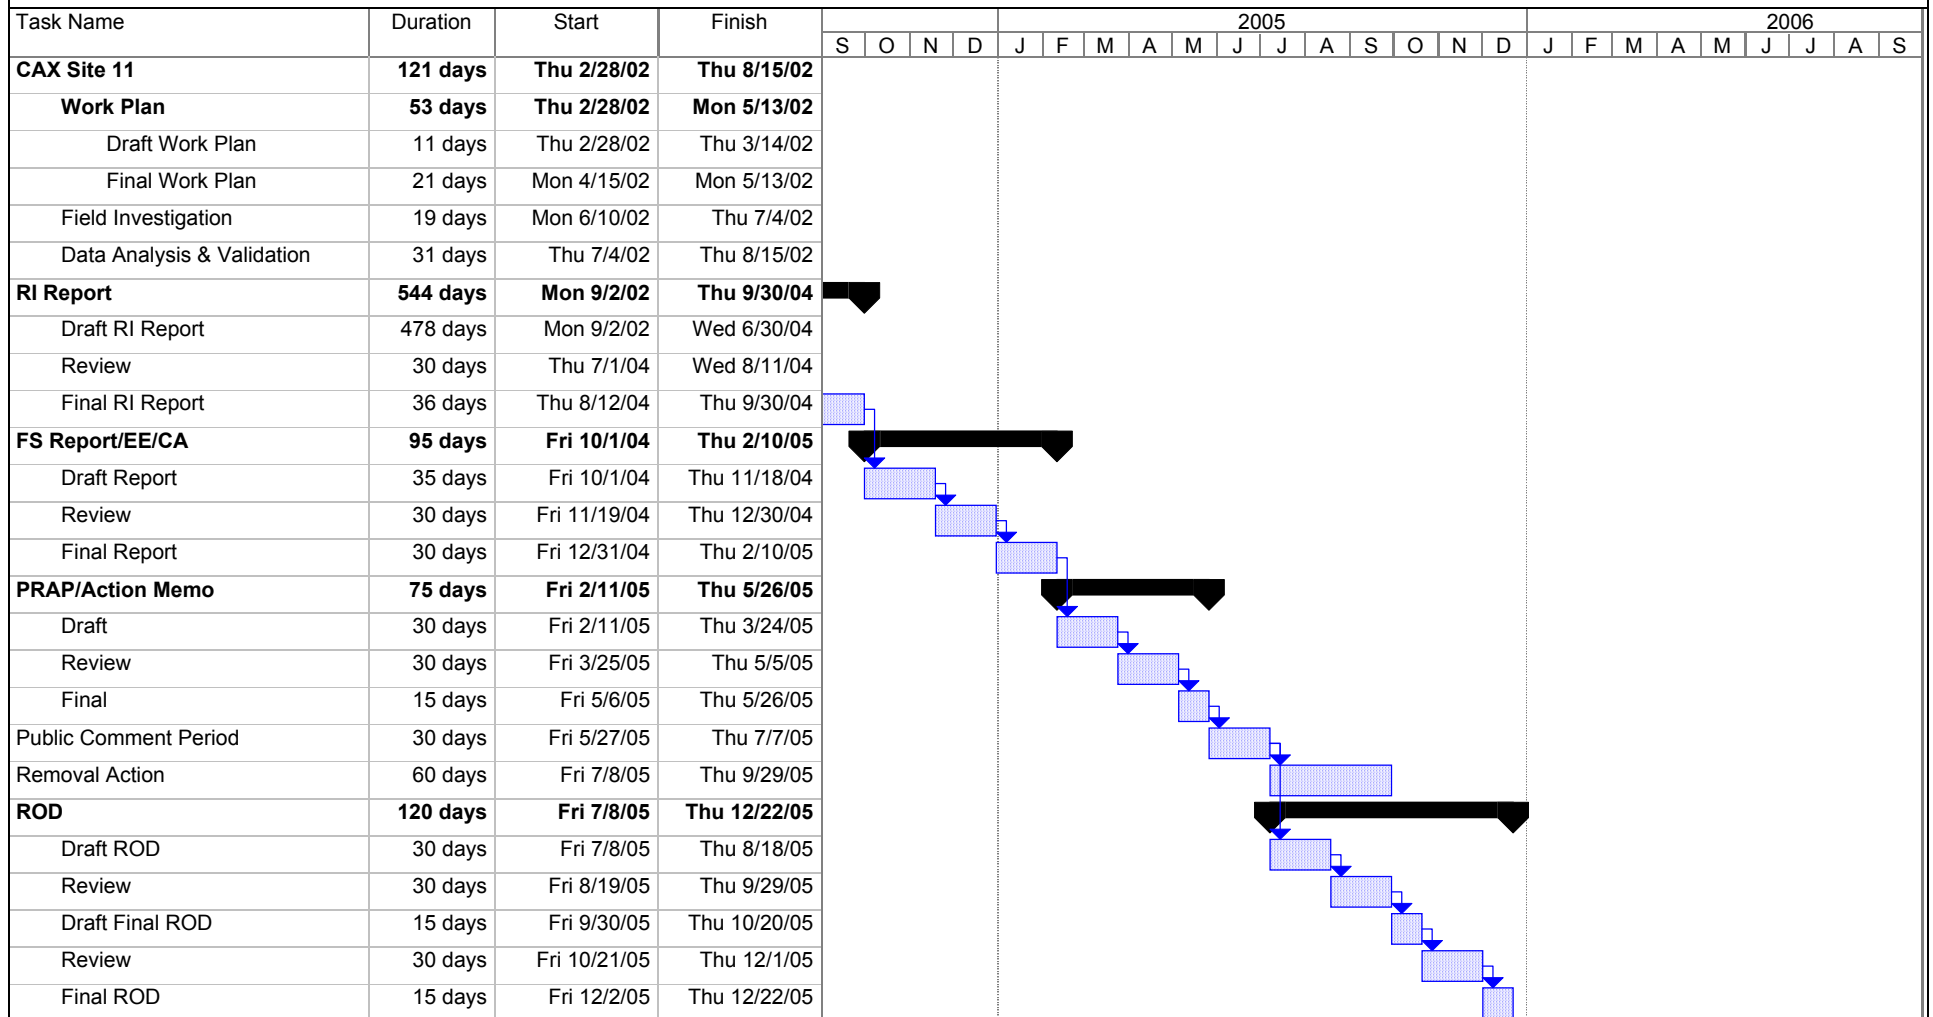 Task Name Duration Start Finish 2005 2006
S O N D J F M A M J J A S O N D J F M A M J J A S
CAX Site 11 121 days Thu 2/28/02 Thu 8/15/02
Work Plan 53 days Thu 2/28/02 Mon 5/13/02
Draft Work Plan 11 days Thu 2/28/02 Thu 3/14/02
Final Work Plan 21 days Mon 4/15/02 Mon 5/13/02
Field Investigation 19 days Mon 6/10/02 Thu 7/4/02
Data Analysis & Validation 31 days Thu 7/4/02 Thu 8/15/02
RI Report 544 days Mon 9/2/02 Thu 9/30/04
Draft RI Report 478 days Mon 9/2/02 Wed 6/30/04
Review 30 days Thu 7/1/04 Wed 8/11/04
Final RI Report 36 days Thu 8/12/04 Thu 9/30/04
FS Report/EE/CA 95 days Fri 10/1/04 Thu 2/10/05
Draft Report 35 days Fri 10/1/04 Thu 11/18/04
Review 30 days Fri 11/19/04 Thu 12/30/04
Final Report 30 days Fri 12/31/04 Thu 2/10/05
PRAP/Action Memo 75 days Fri 2/11/05 Thu 5/26/05
Draft 30 days Fri 2/11/05 Thu 3/24/05
Review 30 days Fri 3/25/05 Thu 5/5/05
Final 15 days Fri 5/6/05 Thu 5/26/05
Public Comment Period 30 days Fri 5/27/05 Thu 7/7/05
Removal Action 60 days Fri 7/8/05 Thu 9/29/05
ROD 120 days Fri 7/8/05 Thu 12/22/05
Draft ROD 30 days Fri 7/8/05 Thu 8/18/05
Review 30 days Fri 8/19/05 Thu 9/29/05
Draft Final ROD 15 days Fri 9/30/05 Thu 10/20/05
Review 30 days Fri 10/21/05 Thu 12/1/05
Final ROD 15 days Fri 12/2/05 Thu 12/22/05